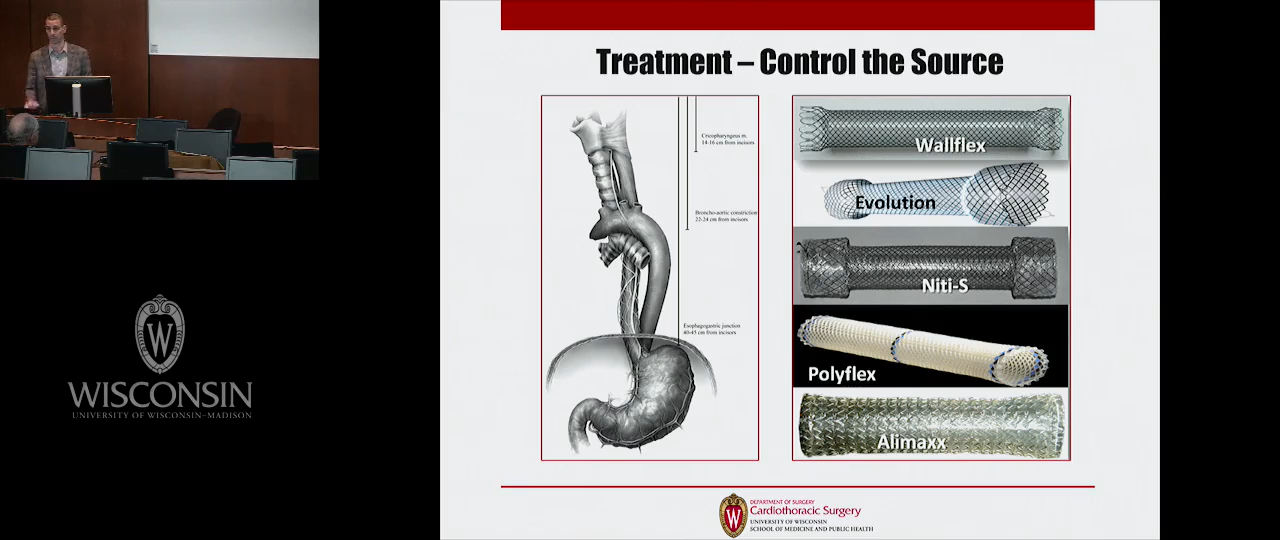 Treatment – Control the Source
Cricopharyngeus m.
14-16 cm from incisors
Broncho-aortic constriction
22-24 cm from incisors
Esophagogastric junction
40-45 cm from incisors
Wallflex
Evolution
Niti-S
Polyflex
Alimaxx
W
WISCONSIN
UNIVERSITY OF WISCONSIN–MADISON
W
DEPARTMENT OF SURGERY
Cardiothoracic Surgery
UNIVERSITY OF WISCONSIN
SCHOOL OF MEDICINE AND PUBLIC HEALTH